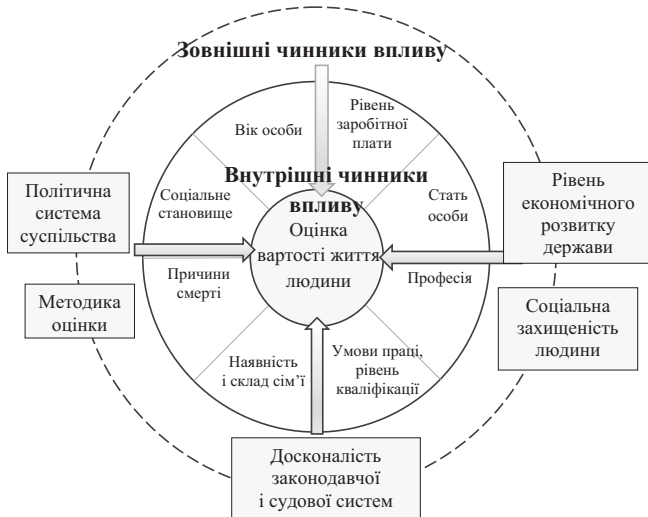 Зовнішні чинники впливу
Вік особи
Рівень
заробітної
плати
Внутрішні чинники
впливу
Соціальне
становище
Стать
особи
Політична
система
суспільства
Рівень
економічного
розвитку
держави
Оцінка
вартості життя
людини
Причини
смерті
Професія
Методика
оцінки
Соціальна
захищеність
людини
Наявність
і склад сім’ї
Умови праці,
рівень
кваліфікації
Досконалість
законодавчої
і судової систем